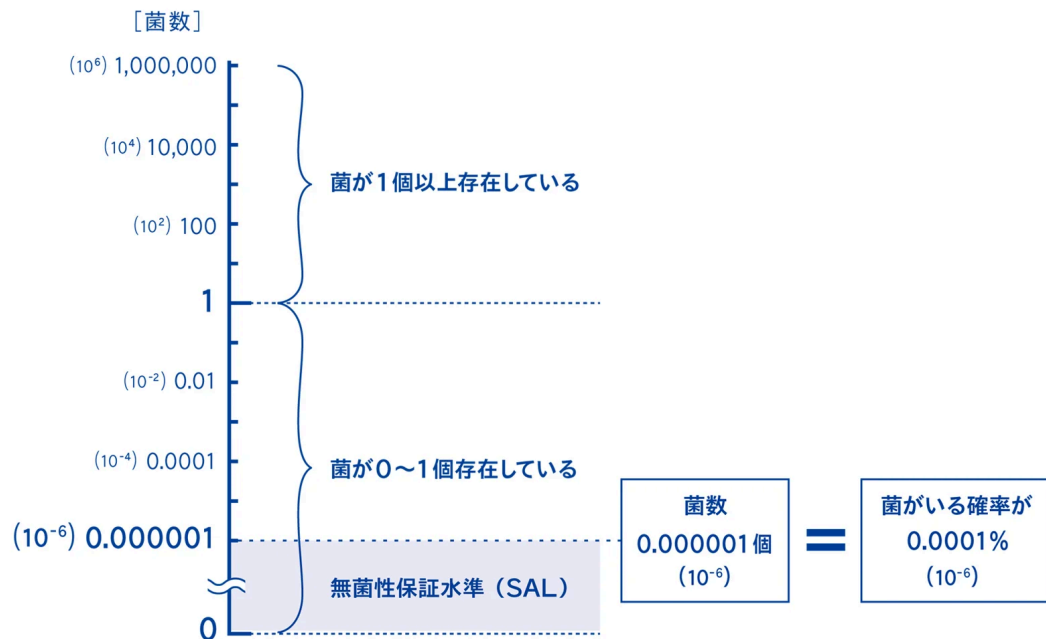 ［菌数］
(10⁶) 1,000,000
(10⁴) 10,000
菌が1個以上存在している
(10²) 100
1
(10⁻²) 0.01
(10⁻⁴) 0.0001
菌が0〜1個存在している
(10⁻⁶) 0.000001
無菌性保証水準（SAL）
0
菌数
0.000001個
(10⁻⁶)
=
菌がいる確率が
0.0001%
(10⁻⁶)